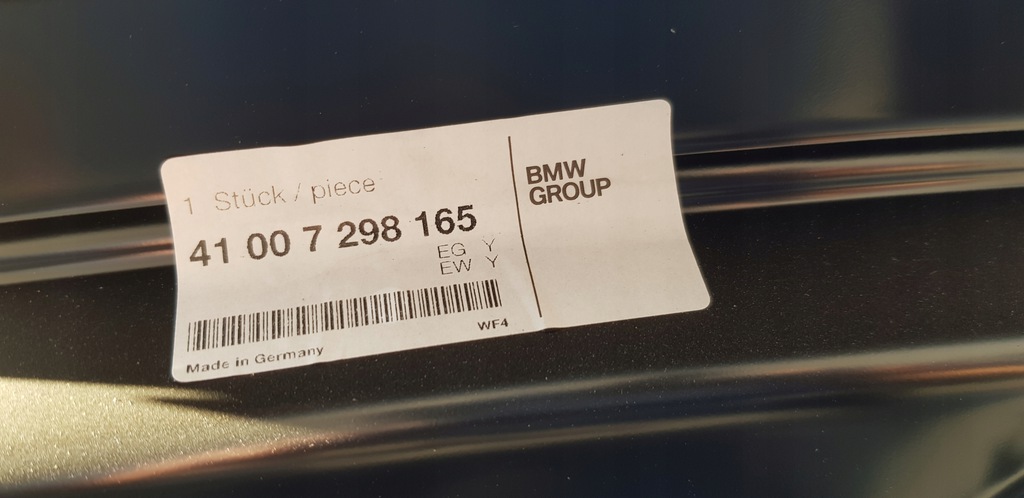 1 Stück / piece
41 00 7 298 165
EG Y
EW Y
WF4
Made in Germany
BMW
GROUP